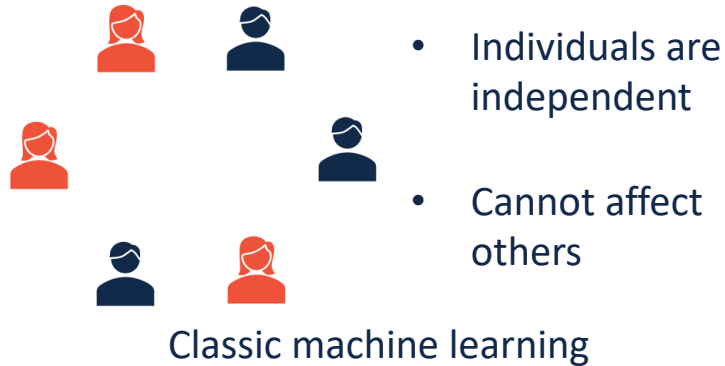 • Individuals are
independent
• Cannot affect
others
Classic machine learning